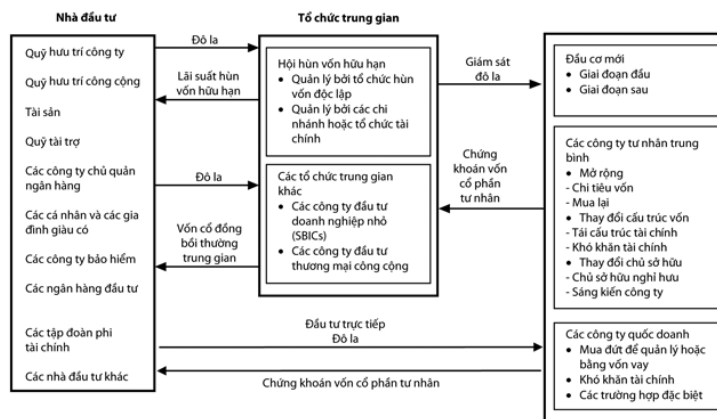 Nhà đầu tư
Tổ chức trung gian
Quỹ hưu trí công ty
Quỹ hưu trí công cộng
Tài sản
Quỹ tài trợ
Các công ty chủ quản
ngân hàng
Các cá nhân và các gia
đình giàu có
Các công ty bảo hiểm
Các ngân hàng đầu tư
Các tập đoàn phi
tài chính
Các nhà đầu tư khác
Đô la
Lãi suất hùn
vốn hữu hạn
Đô la
Vốn cổ đồng
bồi thường
trung gian
Hội hùn vốn hữu hạn
• Quản lý bởi tổ chức hùn
vốn độc lập
• Quản lý bởi các chi
nhánh hoặc tổ chức tài
chính
Các tổ chức trung gian
khác
• Các công ty đầu tư
doanh nghiệp nhỏ
(SBICs)
• Các công ty đầu tư
thương mại công cộng
Giám sát
đô la
Chứng
khoán vốn
cổ phần
tư nhân
Đầu cơ mới
• Giai đoạn đầu
• Giai đoạn sau
Các công ty tư nhân trung
bình
• Mở rộng
- Chi tiêu vốn
- Mua lại
• Thay đổi cấu trúc vốn
- Tái cấu trúc tài chính
- Khó khăn tài chính
• Thay đổi chủ sở hữu
- Chủ sở hữu nghỉ hưu
- Sáng kiến công ty
Các công ty quốc doanh
• Mua đứt để quản lý hoặc
bằng vốn vay
• Khó khăn tài chính
• Các trường hợp đặc biệt
Đầu tư trực tiếp
Đô la
Chứng khoán vốn cổ phần tư nhân